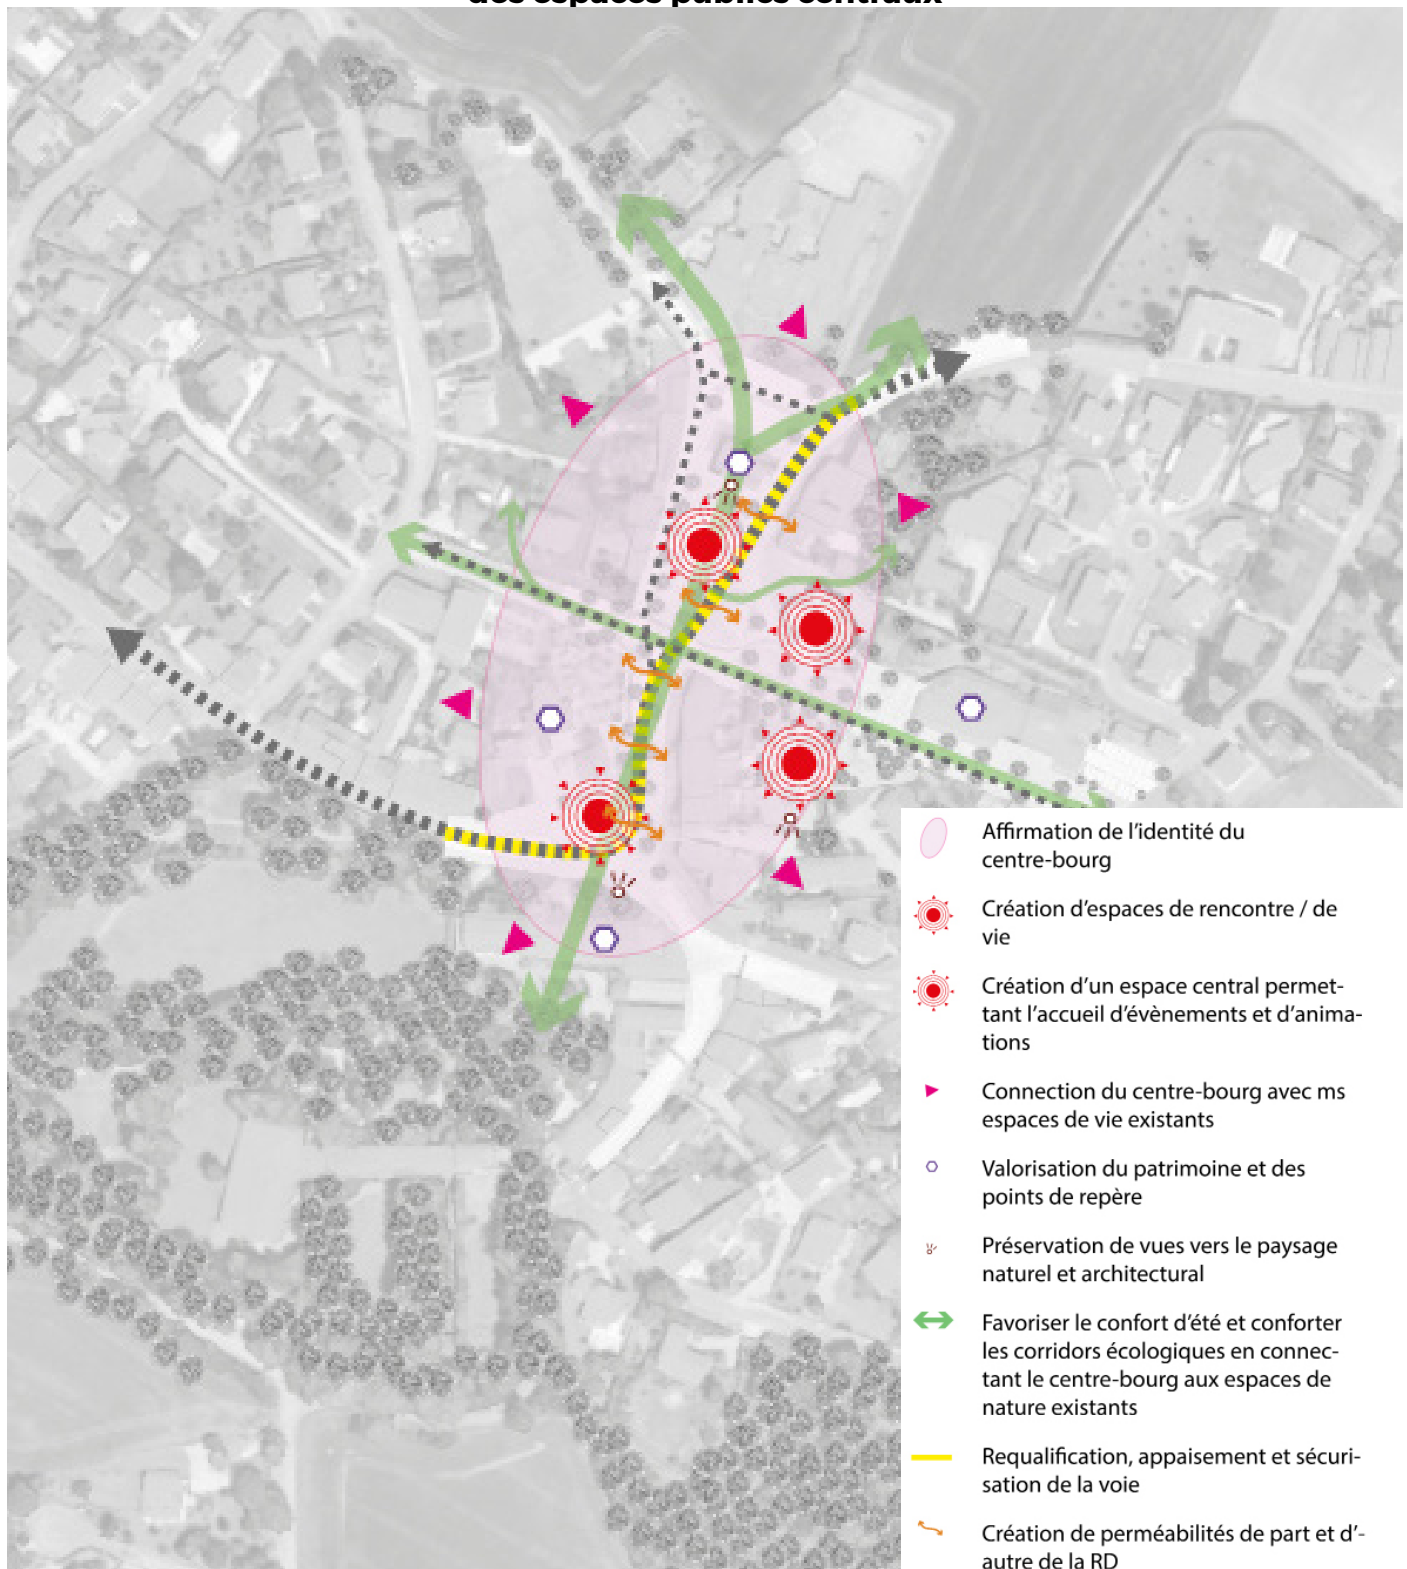 des espaces publics centraux
Affirmation de l’identité du
centre-bourg
Création d’espaces de rencontre / de
vie
Création d’un espace central permet-
tant l’accueil d’évènements et d’anima-
tions
Connection du centre-bourg avec ms
espaces de vie existants
Valorisation du patrimoine et des
points de repère
Préservation de vues vers le paysage
naturel et architectural
Favoriser le confort d’été et conforter
les corridors écologiques en connec-
tant le centre-bourg aux espaces de
nature existants
Requalification, appaisement et sécuri-
sation de la voie
Création de perméabilités de part et d’-
autre de la RD